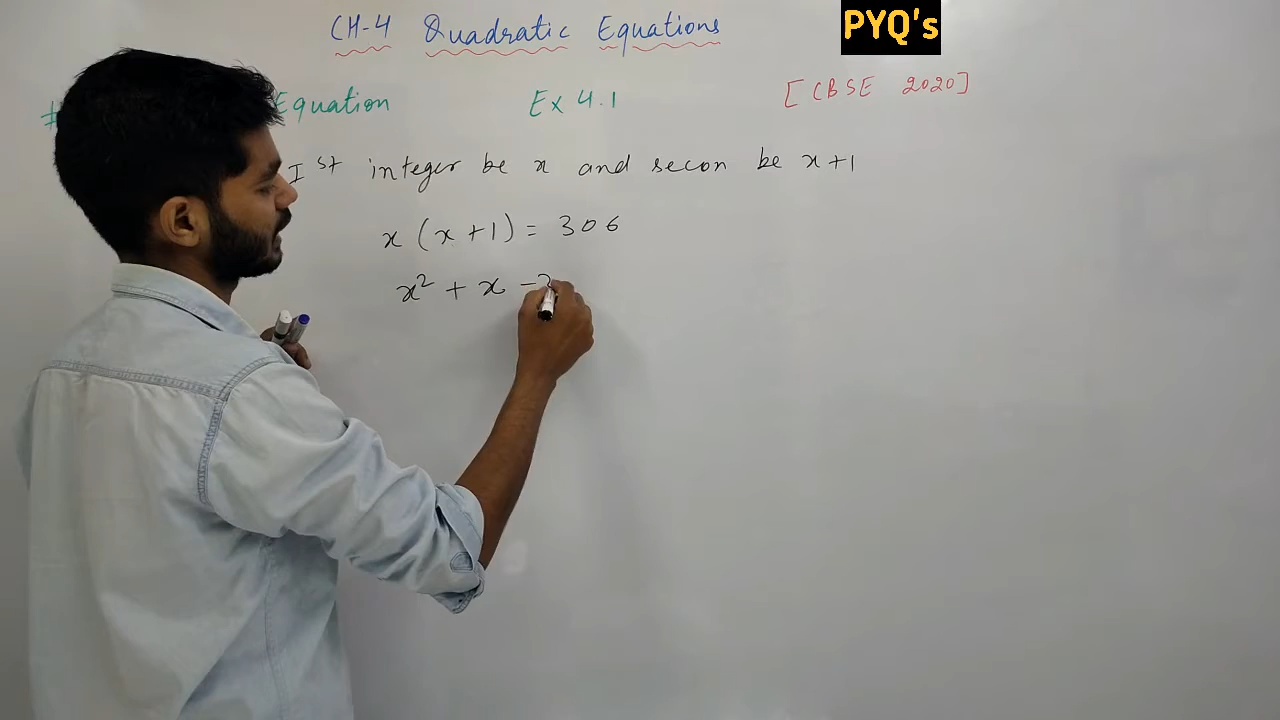 CH-4 Quadratic Equations
PYQ's
# Equation Ex 4.1 [CBSE 2020]
Ist integer be x and secon be x+1
x (x+1) = 306
x² + x -3